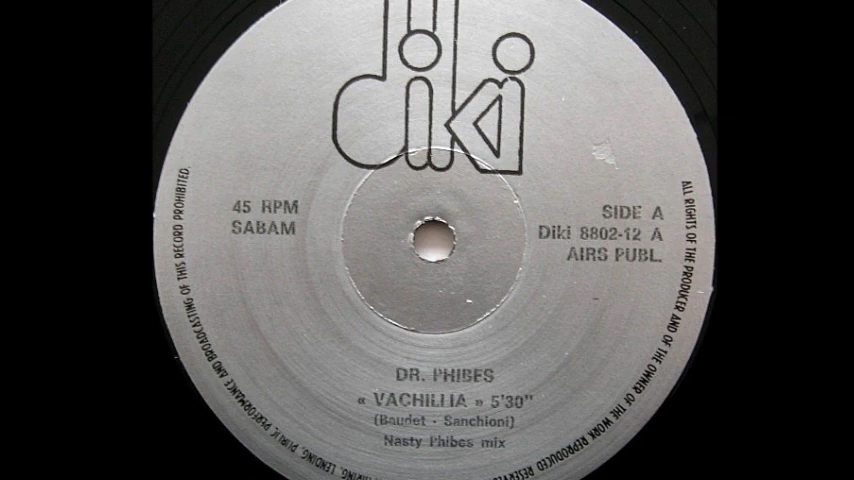 diki
45 RPM
SABAM
SIDE A
Diki 8802-12 A
AIRS PUBL.
DR. PHIBES
« VACHILLIA » 5'30"
(Baudet - Sanchioni)
Nasty Phibes mix
ALL RIGHTS OF THE PRODUCER AND OF THE OWNER OF THE WORK REPRODUCED RESERVED
LENDING, PUBLIC PERFORMANCE AND BROADCASTING OF THIS RECORD PROHIBITED.